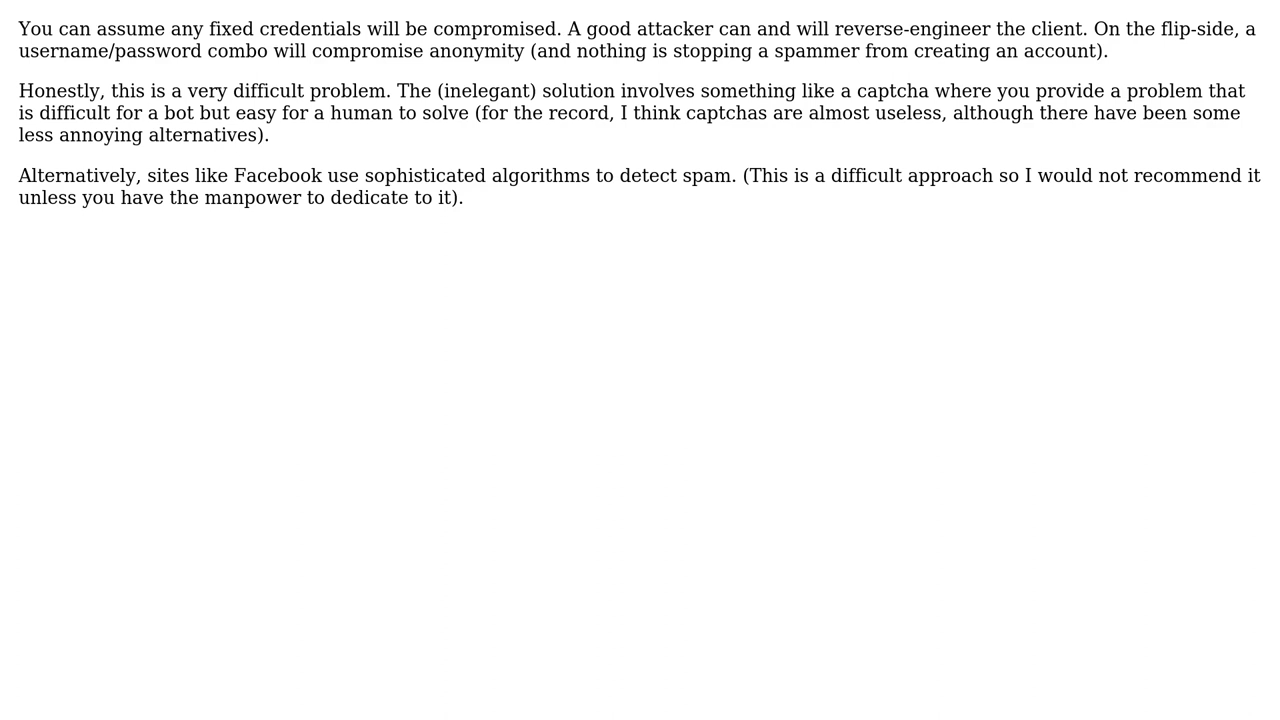 You can assume any fixed credentials will be compromised. A good attacker can and will reverse-engineer the client. On the flip-side, a
username/password combo will compromise anonymity (and nothing is stopping a spammer from creating an account).
Honestly, this is a very difficult problem. The (inelegant) solution involves something like a captcha where you provide a problem that
is difficult for a bot but easy for a human to solve (for the record, I think captchas are almost useless, although there have been some
less annoying alternatives).
Alternatively, sites like Facebook use sophisticated algorithms to detect spam. (This is a difficult approach so I would not recommend it
unless you have the manpower to dedicate to it).